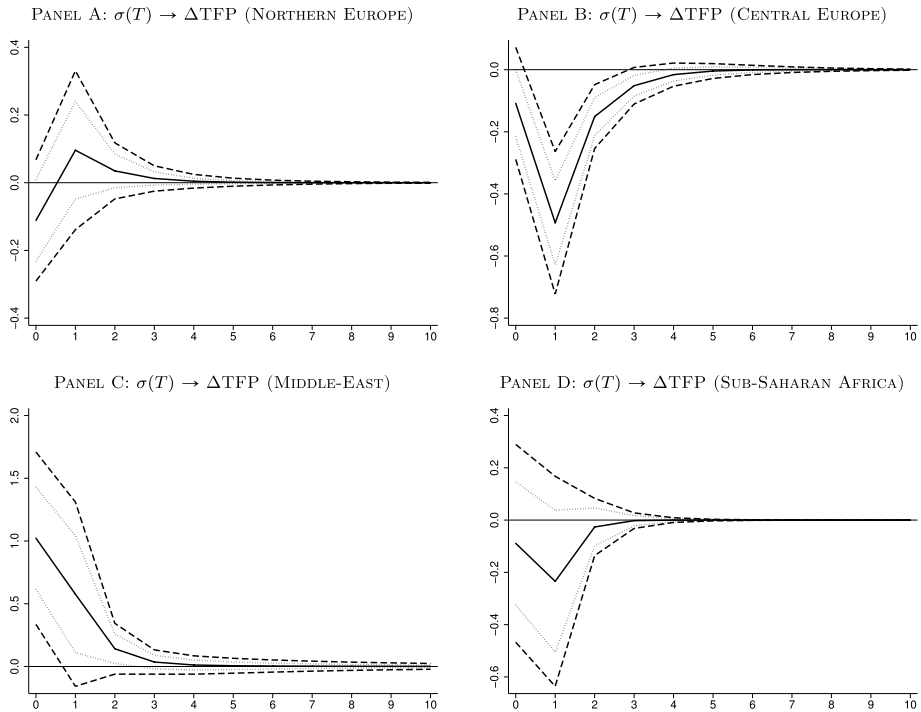 PANEL A: σ(T) → ΔTFP (NORTHERN EUROPE)
0.4
0.2
0.0
−0.2
−0.4
0 1 2 3 4 5 6 7 8 9 10
PANEL B: σ(T) → ΔTFP (CENTRAL EUROPE)
0.0
−0.2
−0.4
−0.6
−0.8
0 1 2 3 4 5 6 7 8 9 10
PANEL C: σ(T) → ΔTFP (MIDDLE-EAST)
2.0
1.5
1.0
0.5
0.0
0 1 2 3 4 5 6 7 8 9 10
PANEL D: σ(T) → ΔTFP (SUB-SAHARAN AFRICA)
0.4
0.2
0.0
−0.2
−0.4
−0.6
0 1 2 3 4 5 6 7 8 9 10